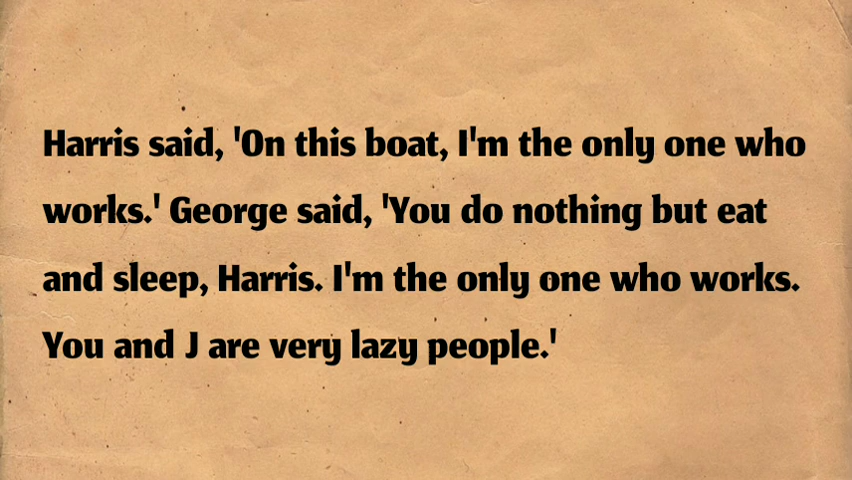 Harris said, 'On this boat, I'm the only one who
works.' George said, 'You do nothing but eat
and sleep, Harris. I'm the only one who works.
You and J are very lazy people.'